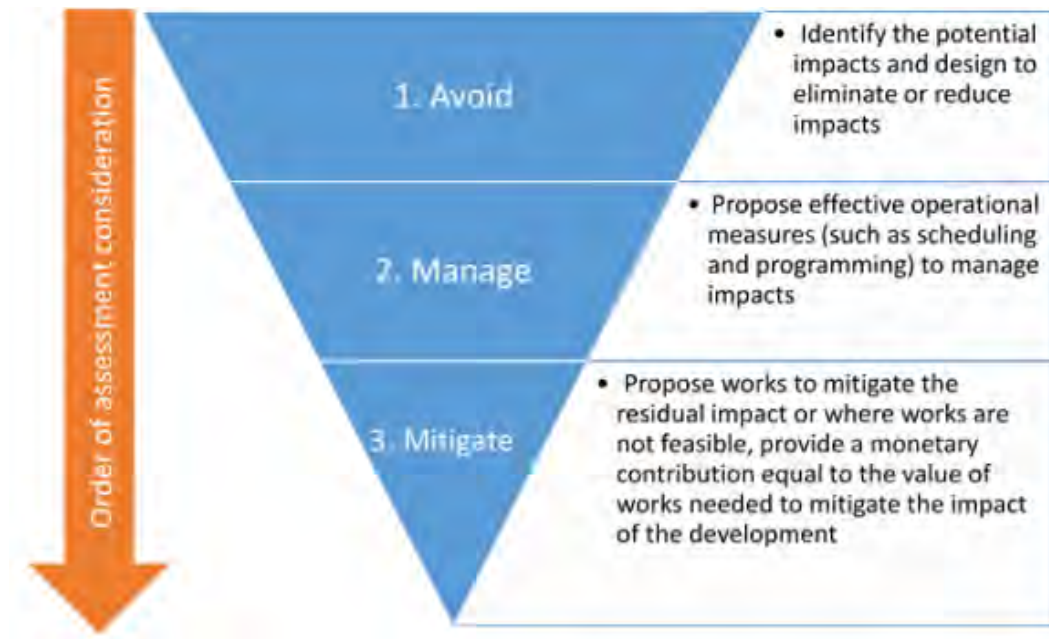 Order of assessment consideration
1. Avoid
• Identify the potential
impacts and design to
eliminate or reduce
impacts
2. Manage
• Propose effective operational
measures (such as scheduling
and programming) to manage
impacts
3. Mitigate
• Propose works to mitigate the
residual impact or where works are
not feasible, provide a monetary
contribution equal to the value of
works needed to mitigate the impact
of the development